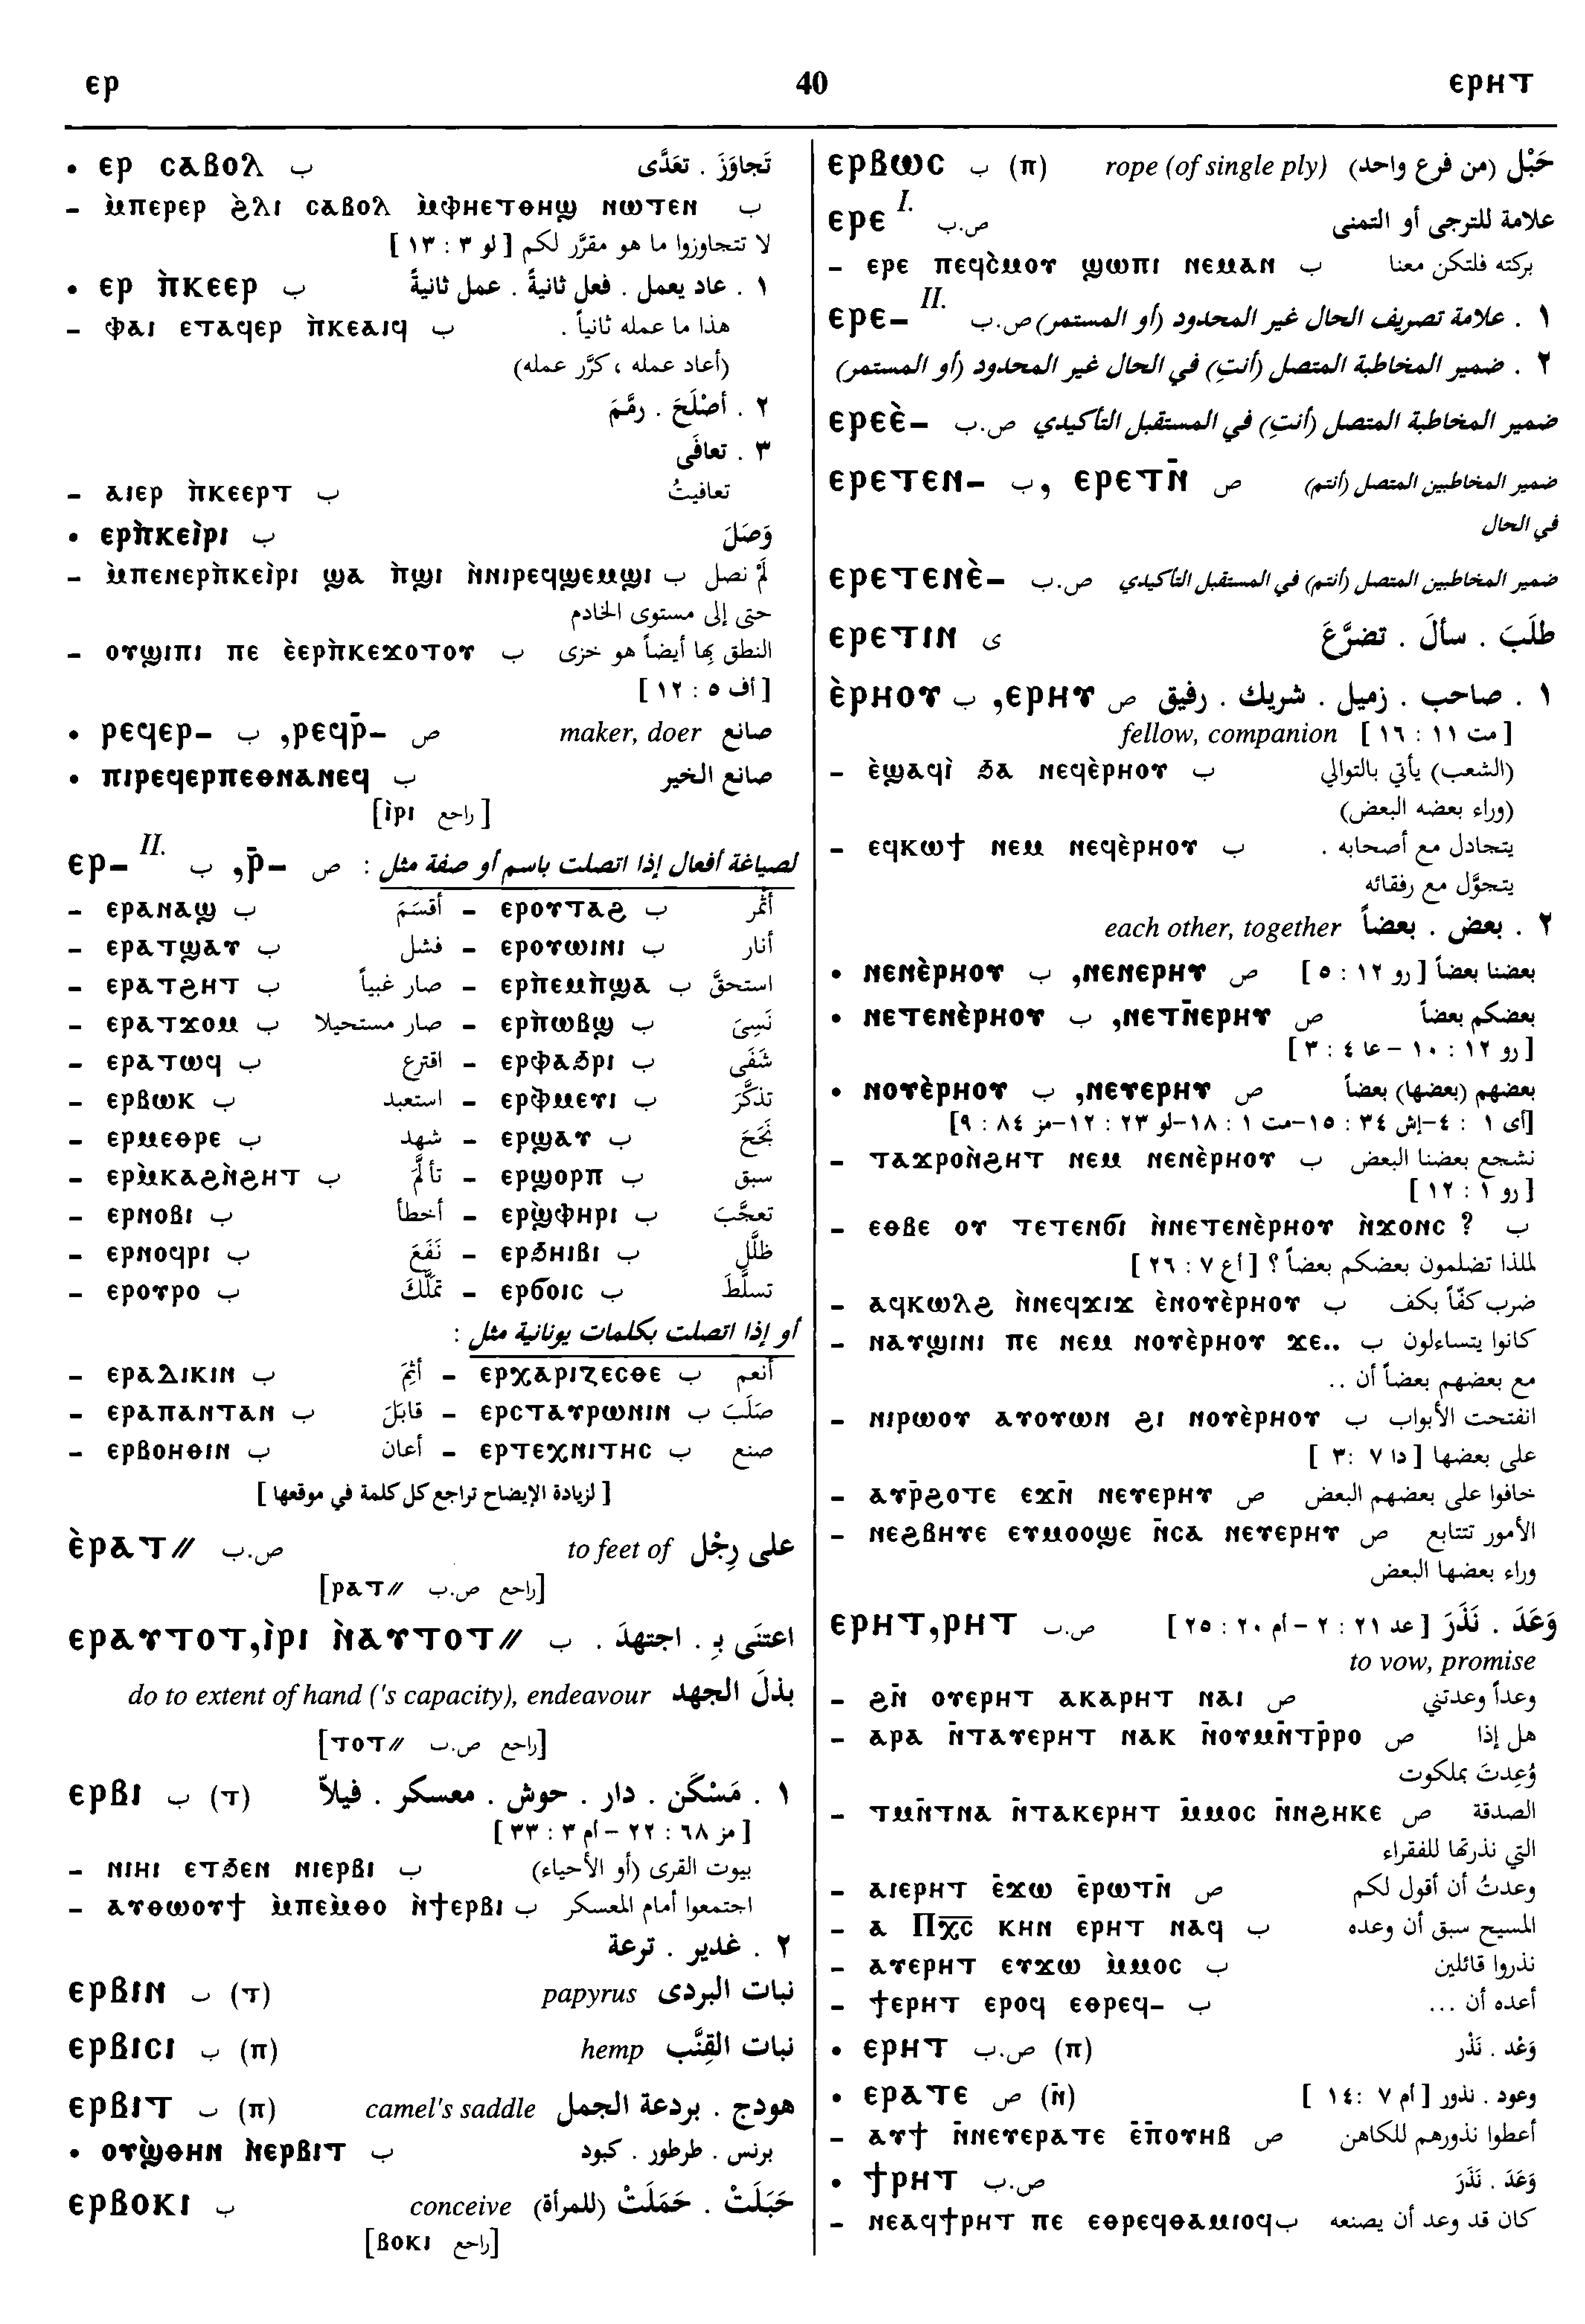 ⲉⲣ 40 ⲉⲣⲏⲧ
• ⲉⲣ ⲥⲁⲃⲟⲗ ب تَجاوَزَ . تعَدَّى
– ⲙ̀ⲡⲉⲣⲉⲣ ϩ̀ⲗⲓ ⲥⲁⲃⲟⲗ ⲙ̀ⲫⲏⲉⲧⲑⲏϣ ⲛⲱⲧⲉⲛ ب
لا تتجاوزوا ما هو مقرَّر لكم [ لو ٣ : ١٣ ]
• ⲉⲣ ⲡ̀ⲕⲉⲉⲣ ب ١ . عاد يعمل . فعل ثانيةً . عمل ثانيةً
– ⲫⲁⲓ ⲉⲧⲁϥⲉⲣ ⲡ̀ⲕⲉⲁⲓϥ ب هذا ما عمله ثانياً .
(أعاد عمله ، كرَّر عمله)
٢ . أصْلَحَ . رمَّمَ
٣ . تعافَى
– ⲁⲓⲉⲣ ⲡ̀ⲕⲉⲉⲣⲧ ب تعافيتُ
• ⲉⲣⲡ̀ⲕⲉⲓ̀ⲣⲓ ب وَصَلَ
– ⲙ̀ⲡⲉⲛⲉⲣⲡ̀ⲕⲉⲓ̀ⲣⲓ ϣⲁ ⲡ̀ϣⲓ ⲛ̀ⲛⲓⲣⲉϥϣⲉⲙϣⲓ ب لَمْ نصل
حتى إلى مستوى الخادم
– ⲟⲩϣⲓⲡⲓ ⲡⲉ ⲉ̀ⲉⲣⲡ̀ⲕⲉϫⲟⲧⲟⲩ ب النطق بها أيضاً هو خزى
[ أف ٥ : ١٢ ]
• ⲣⲉϥⲉⲣ– ب ,ⲣⲉϥⲣ̄– ص maker, doer صانع
• ⲡⲓⲣⲉϥⲉⲣⲡⲉⲑⲛⲁⲛⲉϥ ب صانع الخير
[راجع ⲓ̀ⲣⲓ]
ⲉⲣ– II. ب ,ⲣ̄– ص لصياغة أفعال إذا اتصلت باسم أو صفة مثل :
– ⲉⲣⲁⲛⲁϣ ب أقسَمَ – ⲉⲣⲟⲩⲧⲁϩ ب أثْمر
– ⲉⲣⲁⲧϣⲁⲩ ب فشل – ⲉⲣⲟⲩⲱⲓⲛⲓ ب أنار
– ⲉⲣⲁⲧϩⲏⲧ ب صار غبياً – ⲉⲣⲡ̀ⲉⲙⲡ̀ϣⲁ ب استحقَّ
– ⲉⲣⲁⲧϫⲟⲙ ب صار مستحيلا – ⲉⲣⲡ̀ⲱⲃϣ ب نَسِىَ
– ⲉⲣⲁⲧⲱϥ ب اقترع – ⲉⲣⲫⲁϧⲣⲓ ب شَفَى
– ⲉⲣⲃⲱⲕ ب استعبد – ⲉⲣⲫ̀ⲙⲉⲩⲓ ب تذكَّرَ
– ⲉⲣⲙⲉⲑⲣⲉ ب شهد – ⲉⲣϣⲁⲩ ب نَجَحَ
– ⲉⲣⲙ̀ⲕⲁϩⲛ̀ϩⲏⲧ ب تألَّم – ⲉⲣϣⲟⲣⲡ ب سبق
– ⲉⲣⲛⲟⲃⲓ ب أخطأ – ⲉⲣϣ̀ⲫⲏⲣⲓ ب تعجَّبَ
– ⲉⲣⲛⲟϥⲣⲓ ب نَفَعَ – ⲉⲣϧⲏⲓⲃⲓ ب ظلَّل
– ⲉⲣⲟⲩⲣⲟ ب تَملَّكَ – ⲉⲣϭⲟⲓⲥ ب تسلَّطَ
أو إذا اتصلت بكلمات يونانية مثل :
– ⲉⲣⲁⲇⲓⲕⲓⲛ ب أثِمَ – ⲉⲣⲭⲁⲣⲓⲍⲉⲥⲑⲉ ب أنعم
– ⲉⲣⲁⲡⲁⲛⲧⲁⲛ ب قابَلَ – ⲉⲣⲥⲧⲁⲩⲣⲱⲛⲓⲛ ب صَلَبَ
– ⲉⲣⲃⲟⲏⲑⲓⲛ ب أعان – ⲉⲣⲧⲉⲭⲛⲓⲧⲏⲥ ب صنع
[ لزيادة الإيضاح تراجع كل كلمة في موقعها ]
ⲉ̀ⲣⲁⲧ// ص.ب to feet of على رِجْل
[راجع ص.ب ⲣⲁⲧ//]
ⲉⲣⲁⲩⲧⲟⲧ,ⲓ̀ⲣⲓ ⲛ̀ⲁⲩⲧⲟⲧ// ب اعتنَى بِـ . اجتهدَ .
do to extent of hand ('s capacity), endeavour بذلَ الجهد
[راجع ص.ب ⲧⲟⲧ//]
ⲉⲣⲃⲓ ب (ⲧ) ١ . مَسْكَن . دار . حوش . معسكر . فيلاّ
[ مز ٦٨ : ٢٢ – أم ٣ : ٣٣ ]
– ⲛⲓⲏⲓ ⲉⲧϧⲉⲛ ⲛⲓⲉⲣⲃⲓ ب بيوت القرى (أو الأحياء)
– ⲁⲩⲑⲱⲟⲩϯ ⲙ̀ⲡⲉⲙ̀ⲑⲟ ⲛ̀ϯⲉⲣⲃⲓ ب اجتمعوا أمام المعسكر
٢ . غدير . ترعة
ⲉⲣⲃⲓⲛ ب (ⲧ) papyrus نبات البردى
ⲉⲣⲃⲓⲥⲓ ب (ⲡ) hemp نبات القِنَّب
ⲉⲣⲃⲓⲧ ب (ⲡ) camel's saddle هودج . بردعة الجمل
• ⲟⲩϣ̀ⲑⲏⲛ ⲛ̀ⲉⲣⲃⲓⲧ ب برنس . طرطور . كبود
ⲉⲣⲃⲟⲕⲓ ب conceive حَبَلَتْ . حَمَلَتْ (للمرأة)
[راجع ⲃⲟⲕⲓ]
ⲉⲣⲃⲱⲥ ب (ⲡ) rope (of single ply) حَبْل (من فرع واحد)
ⲉⲣⲉ I. ص.ب علامة للترجى أو التمنى
– ⲉⲣⲉ ⲡⲉϥⲥ̀ⲙⲟⲩ ϣⲱⲡⲓ ⲛⲉⲙⲁⲛ ب بركته فلتكن معنا
ⲉⲣⲉ– II. ص.ب ١ . علامة تصريف الحال غير المحدود (أو المستمر)
٢ . ضمير المخاطبة المتصل (أنتِ) في الحال غير المحدود (أو المستمر)
ⲉⲣⲉⲉ̀– ص.ب ضمير المخاطبة المتصل (أنتِ) في المستقبل التأكيدي
ⲉⲣⲉⲧⲉⲛ– ب, ⲉⲣⲉⲧⲛ̄ ص ضمير المخاطبين المتصل (أنتم)
في الحال
ⲉⲣⲉⲧⲉⲛⲉ̀– ص.ب ضمير المخاطبين المتصل (أنتم) في المستقبل التأكيدي
ⲉⲣⲉⲧⲓⲛ ى طلَبَ . سألَ . تضرَّعَ
ⲉ̀ⲣⲏⲟⲩ ب ,ⲉⲣⲏⲩ ص ١ . صاحب . زميل . شريك . رفيق
fellow, companion [ مت ١١ : ١٦ ]
– ⲉ̀ϣⲁϥⲓ̀ ϧⲁ ⲛⲉϥⲉ̀ⲣⲏⲟⲩ ب (الشعب) يأتي بالتوالي
(وراء بعضه البعض)
– ⲉϥⲕⲱϯ ⲛⲉⲙ ⲛⲉϥⲉ̀ⲣⲏⲟⲩ ب يتجادل مع أصحابه .
يتجوَّل مع رفقائه
each other, together ٢ . بعض . بعضاً
• ⲛⲉⲛⲉ̀ⲣⲏⲟⲩ ب ,ⲛⲉⲛⲉⲣⲏⲩ ص بعضنا بعضاً [ رو ١٢ : ٥ ]
• ⲛⲉⲧⲉⲛⲉ̀ⲣⲏⲟⲩ ب ,ⲛⲉⲧⲛ̄ⲉⲣⲏⲩ ص بعضكم بعضاً
[ رو ١٢ : ١٠ – عا ٤ : ٣ ]
• ⲛⲟⲩⲉ̀ⲣⲏⲟⲩ ب ,ⲛⲉⲩⲉⲣⲏⲩ ص بعضهم (بعضها) بعضاً
[أى ١ : ٤–إش ٣٤ : ١٥–مت ١ : ١٨–لو ٢٣ : ١٢–مز ٨٤ : ٩]
– ⲧⲁϫⲣⲟⲛ̀ϩⲏⲧ ⲛⲉⲙ ⲛⲉⲛⲉ̀ⲣⲏⲟⲩ ب نشجع بعضنا البعض
[ رو ١ : ١٢ ]
– ⲉⲑⲃⲉ ⲟⲩ ⲧⲉⲧⲉⲛϭⲓ ⲛ̀ⲛⲉⲧⲉⲛⲉ̀ⲣⲏⲟⲩ ⲛ̀ϫⲟⲛⲥ ? ب
لماذا تظلمون بعضكم بعضاً ؟ [ أع ٧ : ٢٦ ]
– ⲁϥⲕⲱⲗϩ ⲛ̀ⲛⲉϥϫⲓϫ ⲉ̀ⲛⲟⲩⲉ̀ⲣⲏⲟⲩ ب ضرب كفّاً بكف
– ⲛⲁⲩϣⲓⲛⲓ ⲡⲉ ⲛⲉⲙ ⲛⲟⲩⲉ̀ⲣⲏⲟⲩ ϫⲉ.. ب كانوا يتساءلون
مع بعضهم بعضاً أن ..
– ⲛⲓⲣⲱⲟⲩ ⲁⲩⲟⲩⲱⲛ ϩⲓ ⲛⲟⲩⲉ̀ⲣⲏⲟⲩ ب انفتحت الأبواب
على بعضها [ دا ٧ :٣ ]
– ⲁⲩⲣ̄ϩⲟⲧⲉ ⲉϫⲛ̄ ⲛⲉⲩⲉⲣⲏⲩ ص خافوا على بعضهم البعض
– ⲛⲉϩⲃⲏⲩⲉ ⲉⲩⲙⲟⲟϣⲉ ⲛ̄ⲥⲁ ⲛⲉⲩⲉⲣⲏⲩ ص الأمور تتتابع
وراء بعضها البعض
ⲉⲣⲏⲧ,ⲣⲏⲧ ص.ب وَعَدَ . نَذَرَ [ عد ٢١ : ٢ – أم ٢٠ : ٢٥ ]
to vow, promise
– ϩⲛ̄ ⲟⲩⲉⲣⲏⲧ ⲁⲕⲁⲣⲏⲧ ⲛⲁⲓ ص وعداً وعدتني
– ⲁⲣⲁ ⲛ̄ⲧⲁⲩⲉⲣⲏⲧ ⲛⲁⲕ ⲛ̄ⲟⲩⲙⲛ̄ⲧⲣ̄ⲣⲟ ص هل إذا
وُعِدتَ بملكوت
– ⲧⲙⲛ̄ⲧⲛⲁ ⲛ̄ⲧⲁⲕⲉⲣⲏⲧ ⲙ̄ⲙⲟⲥ ⲛ̄ⲛϩⲏⲕⲉ ص الصدقة
التي نذرتها للفقراء
– ⲁⲓⲉⲣⲏⲧ ⲉ̄ϫⲱ ⲉ̄ⲣⲱⲧⲛ̄ ص وعدتُ أن أقول لكم
– ⲁ Ⲡⲭ̅ⲥ̅ ⲕⲏⲛ ⲉⲣⲏⲧ ⲛⲁϥ ب المسيح سبق أن وعده
– ⲁⲩⲉⲣⲏⲧ ⲉⲩϫⲱ ⲙ̀ⲙⲟⲥ ب نذروا قائلين
– ϯⲉⲣⲏⲧ ⲉⲣⲟϥ ⲉⲑⲣⲉϥ– ب أعده أن ...
• ⲉⲣⲏⲧ ص.ب (ⲡ) وَعْد . نَذْر
• ⲉⲣⲁⲧⲉ ص (ⲛ̄) وعود . نذور [ أم ٧ :١٤ ]
– ⲁⲩϯ ⲛ̄ⲛⲉⲩⲉⲣⲁⲧⲉ ⲉ̄ⲡ̄ⲟⲩⲏⲃ ص أعطوا نذورهم للكاهن
• ϯⲣⲏⲧ ص.ب وَعَدَ . نَذَرَ
– ⲛⲉⲁϥϯⲣⲏⲧ ⲡⲉ ⲉⲑⲣⲉϥⲑⲁⲙⲓⲟϥ ب كان قد وعد أن يصنعه